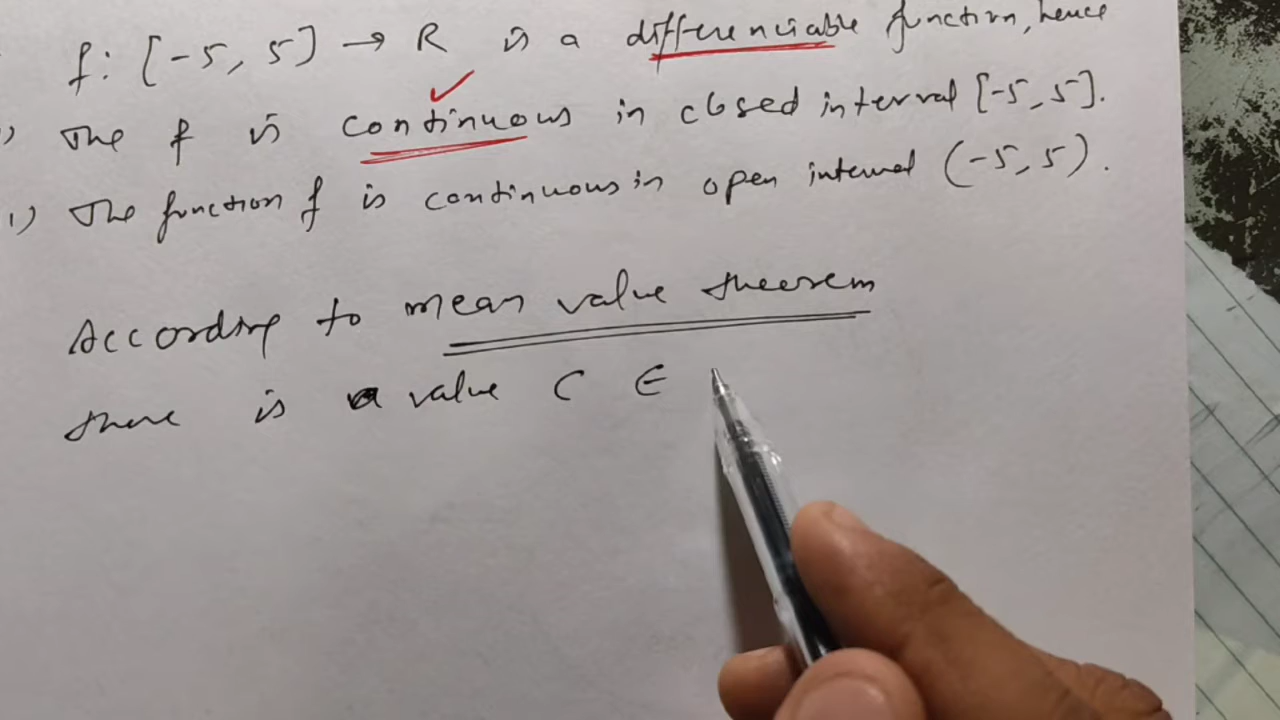 f: [-5, 5] → R is a differenciable function, hence
) The f is continuous in closed interval [-5, 5].
1) The function f is continuous in open interval (-5, 5).
According to mean value theorem
there is a value C ∈